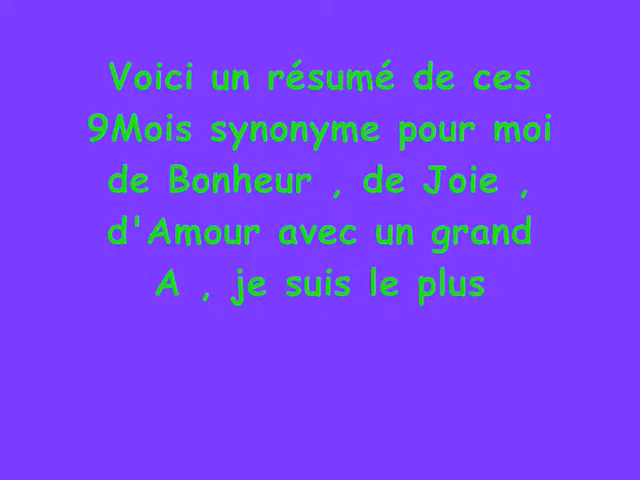 Voici un résumé de ces
9Mois synonyme pour moi
de Bonheur , de Joie ,
d'Amour avec un grand
A , je suis le plus